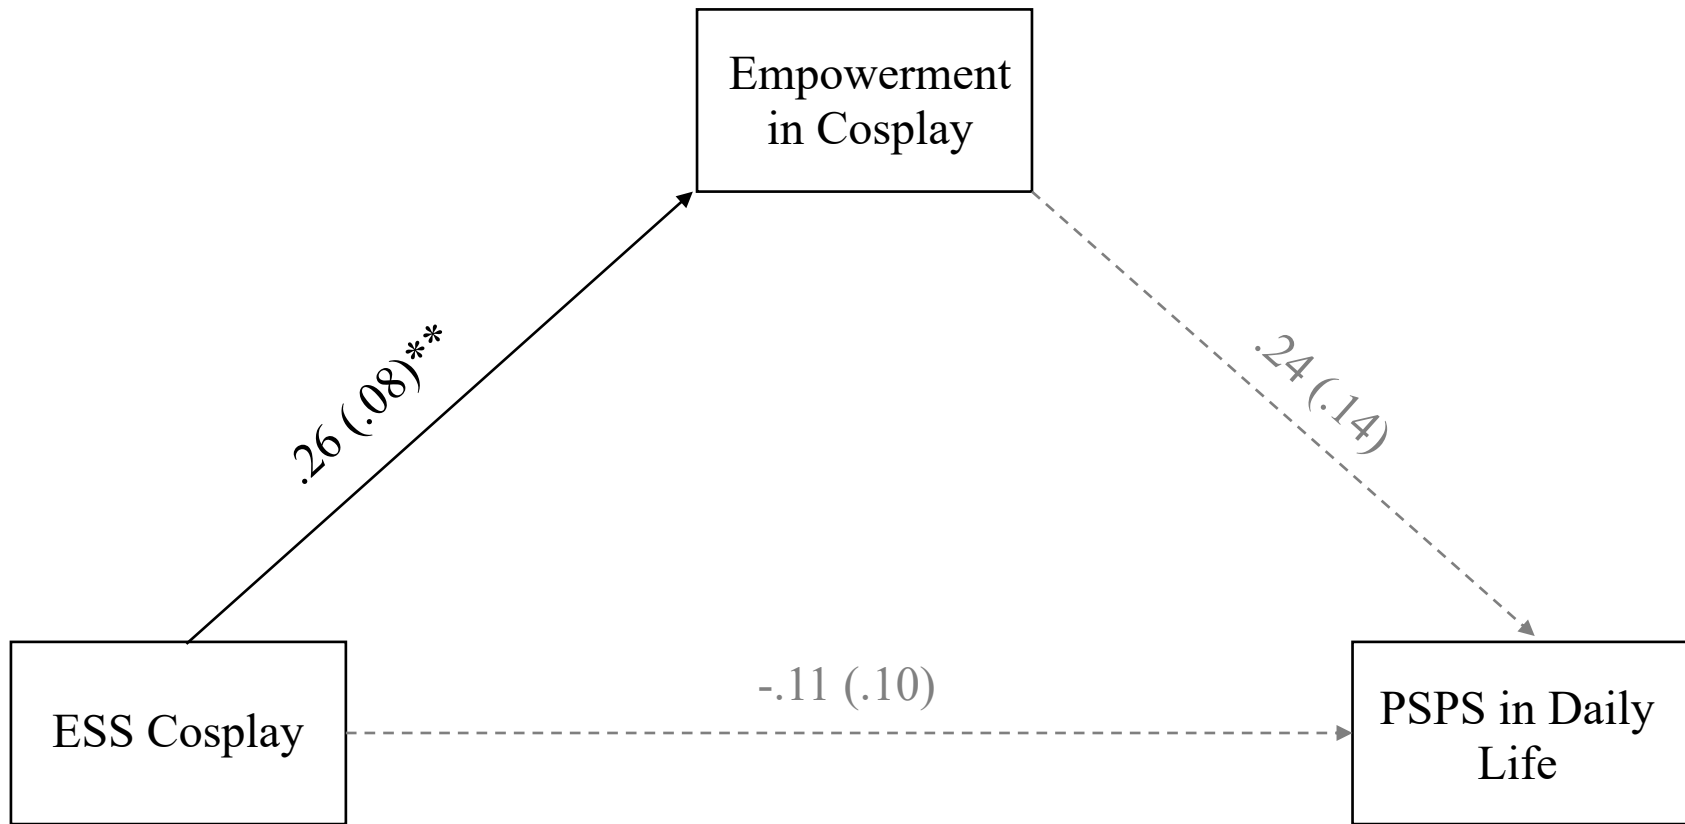 Empowerment
in Cosplay
.26 (.08)**
.24 (.14)
-.11 (.10)
ESS Cosplay
PSPS in Daily
Life